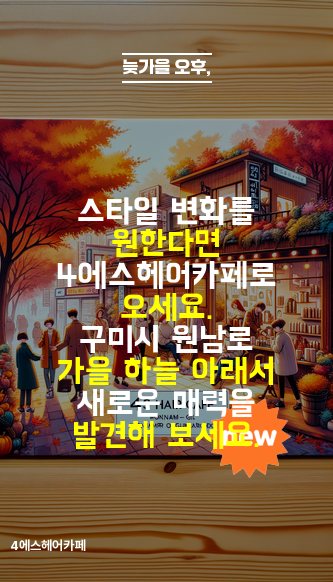 늦가을 오후,
스타일 변화를
원한다면
4에스헤어카페로
오세요.
구미시 원남로
가을 하늘 아래서
새로운 매력을
발견해 보세요.
new
4에스헤어카페